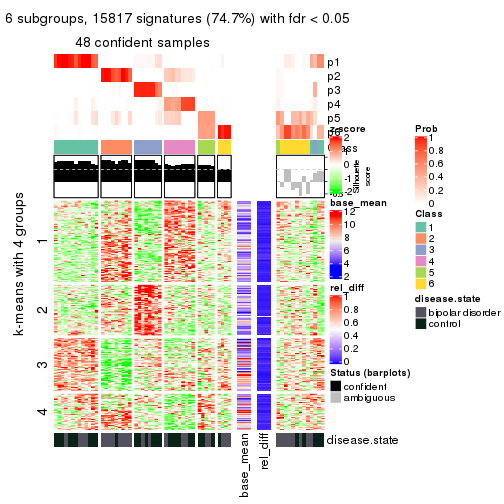 6 subgroups, 15817 signatures (74.7%) with fdr < 0.05
48 confident samples
p1
p2
p3
p4
p5
p6
Class
Silhouette score
k-means with 4 groups
1
2
3
4
base_mean
rel_diff
disease.state
z-score
2
1
0
-1
-2
base_mean
12
10
8
6
4
2
rel_diff
1
0.8
0.6
0.4
0.2
0
Status (barplots)
confident
ambiguous
Prob
1
0.8
0.6
0.4
0.2
0
Class
1
2
3
4
5
6
disease.state
bipolar disorder
control